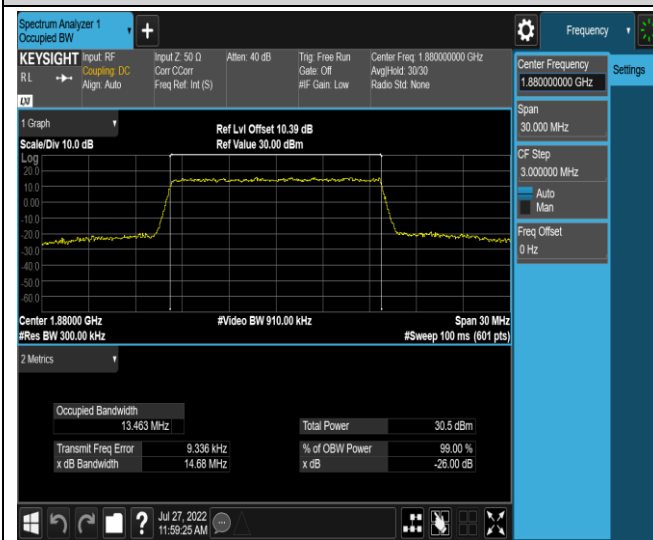 Spectrum Analyzer 1
Occupied BW
+
Frequency
KEYSIGHT
RL
LXI
Input: RF
Coupling: DC
Align: Auto
Input Z: 50 Ω
Corr CCorr
Freq Ref: Int (S)
Atten: 40 dB
Trig: Free Run
Gate: Off
#IF Gain: Low
Center Freq: 1.880000000 GHz
Avg|Hold: 30/30
Radio Std: None
Center Frequency
1.880000000 GHz
Settings
Span
30.000 MHz
CF Step
3.000000 MHz
Auto
Man
Freq Offset
0 Hz
1 Graph
Scale/Div 10.0 dB
Ref Lvl Offset 10.39 dB
Ref Value 30.00 dBm
Log
20.0
10.0
0.00
-10.0
-20.0
-30.0
-40.0
-50.0
-60.0
Center 1.88000 GHz
#Video BW 910.00 kHz
Span 30 MHz
#Res BW 300.00 kHz
#Sweep 100 ms (601 pts)
2 Metrics
Occupied Bandwidth
13.463 MHz
Total Power 30.5 dBm
Transmit Freq Error 9.336 kHz
% of OBW Power 99.00 %
x dB Bandwidth 14.68 MHz
x dB -26.00 dB
?
Jul 27, 2022
11:59:25 AM